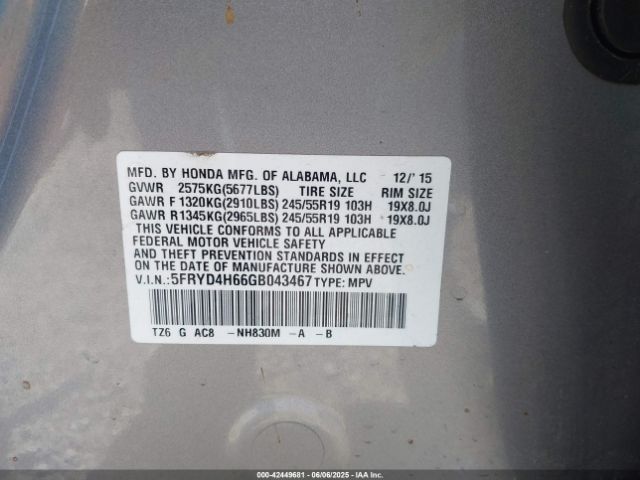 MFD. BY HONDA MFG. OF ALABAMA, LLC 12/'15
GVWR 2575KG(5677LBS) TIRE SIZE RIM SIZE
GAWR F 1320KG(2910LBS) 245/55R19 103H 19X8.0J
GAWR R1345KG(2965LBS) 245/55R19 103H 19X8.0J
THIS VEHICLE CONFORMS TO ALL APPLICABLE
FEDERAL MOTOR VEHICLE SAFETY
AND THEFT PREVENTION STANDARDS IN EFFECT
ON THE DATE OF MANUFACTURE SHOWN ABOVE.
V.I.N.: 5FRYD4H66GB043467 TYPE: MPV
TZ6 G AC8 -NH830M -A -B
000-42449681 | 06/06/2025 | IAAHOLDINGS, LLC.